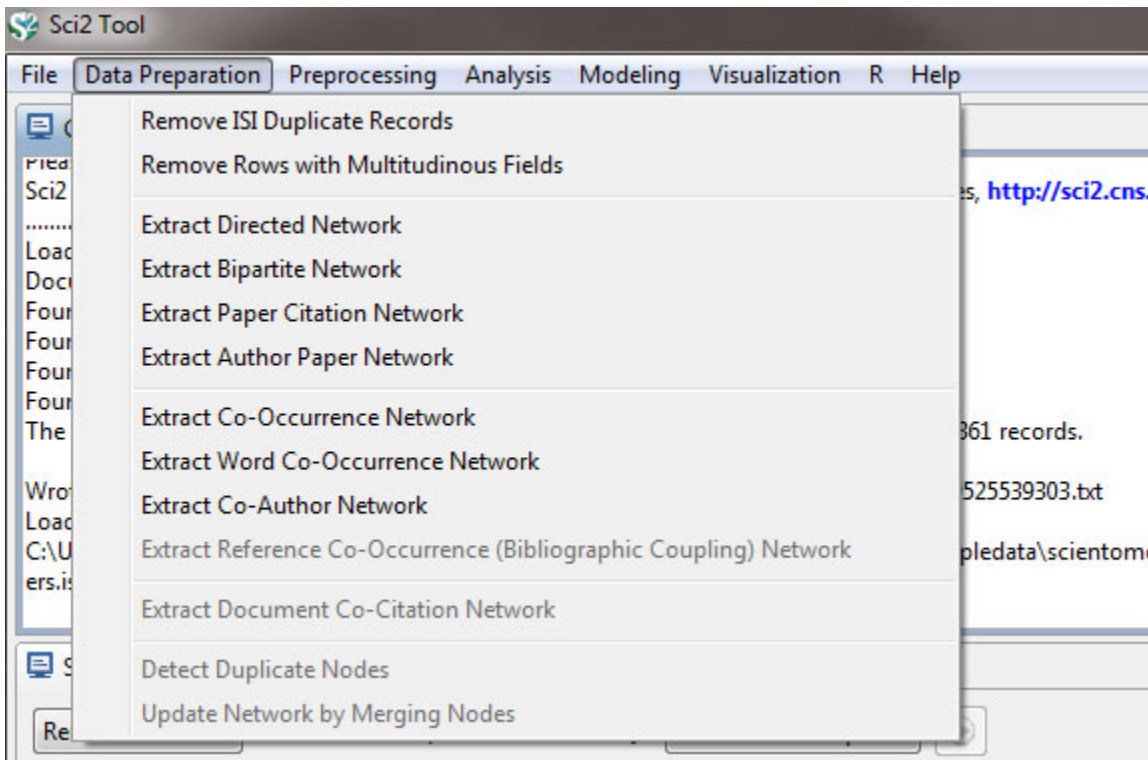 Sci2 Tool
File Data Preparation Preprocessing Analysis Modeling Visualization R Help
Remove ISI Duplicate Records
Remove Rows with Multitudinous Fields
Sci2 es, http://sci2.cns.
Extract Directed Network
Extract Bipartite Network
Extract Paper Citation Network
Extract Author Paper Network
Extract Co-Occurrence Network
The 361 records.
Extract Word Co-Occurrence Network
525539303.txt
Extract Co-Author Network
Extract Reference Co-Occurrence (Bibliographic Coupling) Network
C:\U pledata\scientom
ers.is
Extract Document Co-Citation Network
Detect Duplicate Nodes
Update Network by Merging Nodes
Re